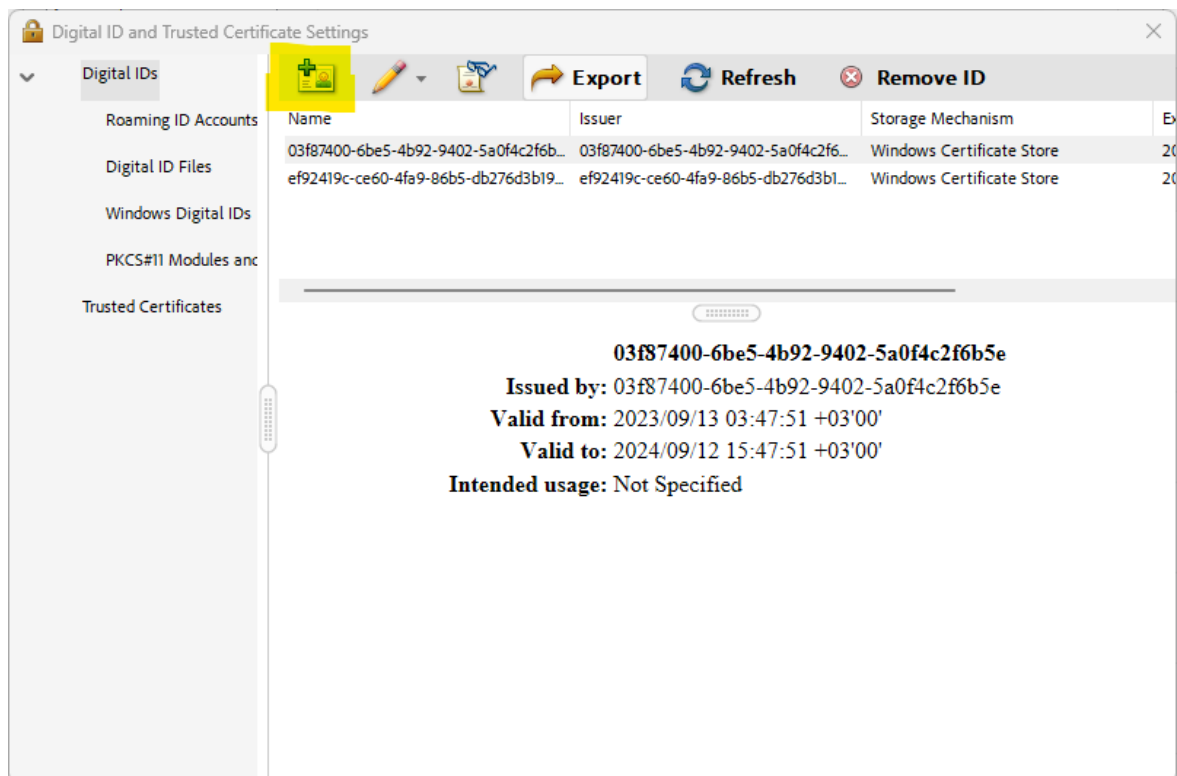 Digital ID and Trusted Certificate Settings
Digital IDs
Roaming ID Accounts
Digital ID Files
Windows Digital IDs
PKCS#11 Modules and
Trusted Certificates
Export Refresh Remove ID
Name Issuer Storage Mechanism Ex
03f87400-6be5-4b92-9402-5a0f4c2f6b... 03f87400-6be5-4b92-9402-5a0f4c2f6... Windows Certificate Store 20
ef92419c-ce60-4fa9-86b5-db276d3b19... ef92419c-ce60-4fa9-86b5-db276d3b1... Windows Certificate Store 20
03f87400-6be5-4b92-9402-5a0f4c2f6b5e
Issued by: 03f87400-6be5-4b92-9402-5a0f4c2f6b5e
Valid from: 2023/09/13 03:47:51 +03'00'
Valid to: 2024/09/12 15:47:51 +03'00'
Intended usage: Not Specified